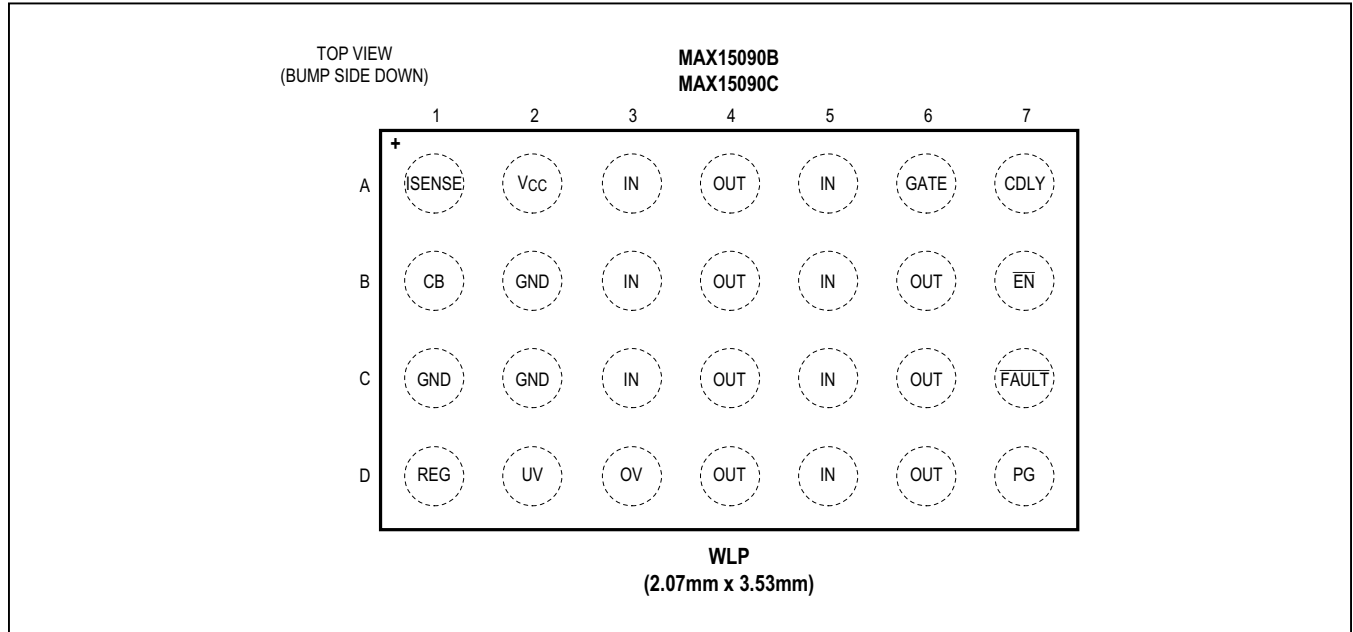 TOP VIEW
(BUMP SIDE DOWN)
MAX15090B
MAX15090C
1 2 3 4 5 6 7
+
A ISENSE VCC IN OUT IN GATE CDLY
B CB GND IN OUT IN OUT E̅N̅
C GND GND IN OUT IN OUT F̅A̅U̅L̅T̅
D REG UV OV OUT IN OUT PG
WLP
(2.07mm x 3.53mm)